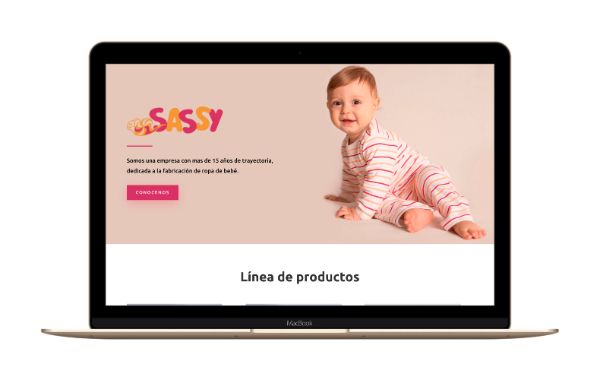 SASSY
Somos una empresa con mas de 15 años de trayectoria,
dedicada a la fabricación de ropa de bebé.
CONOCENOS
Línea de productos
MacBook